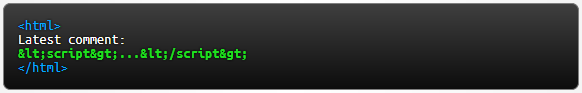 <html>
Latest comment:
&lt;script&gt;...&lt;/script&gt;
</html>